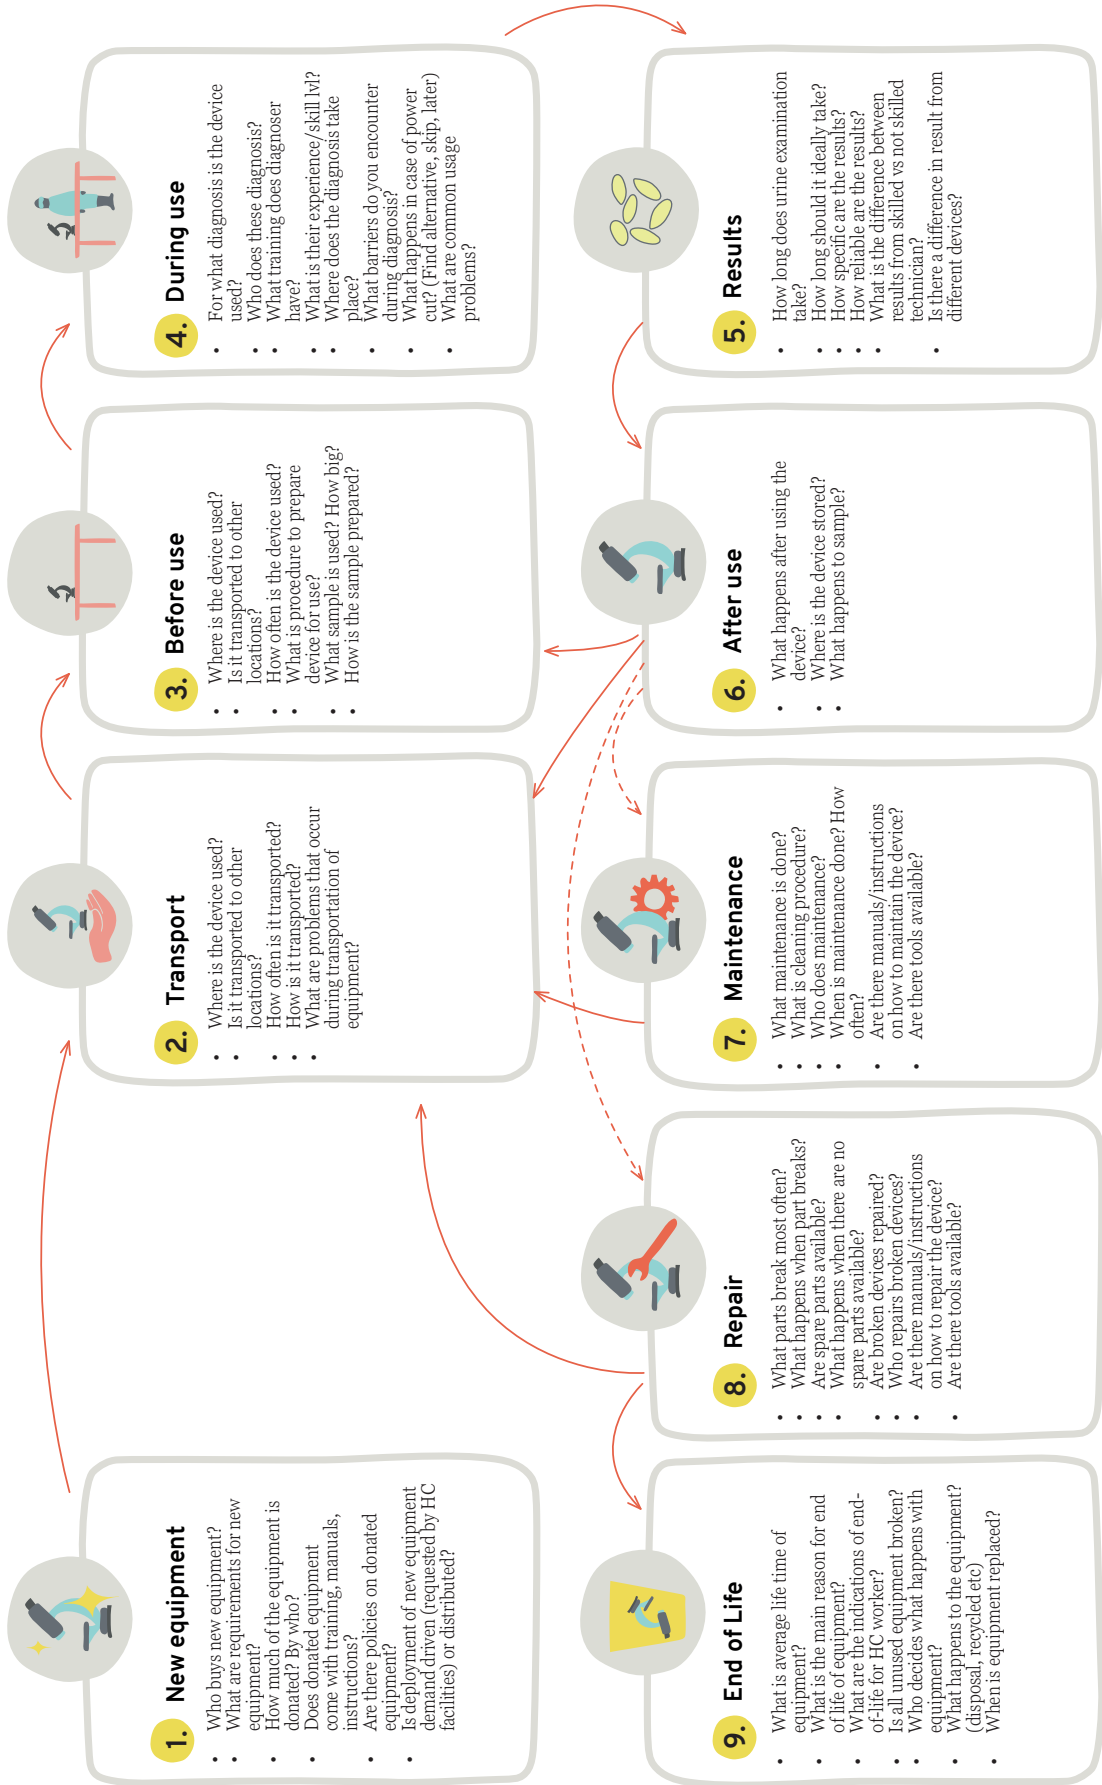 1. New equipment
• Who buys new equipment?
• What are requirements for new
equipment?
• How much of the equipment is
donated? By who?
• Does donated equipment
come with training, manuals,
instructions?
• Are there policies on donated
equipment?
• Is deployment of new equipment
demand driven (requested by HC
facilities) or distributed?
2. Transport
• Where is the device used?
• Is it transported to other
locations?
• How often is it transported?
• How is it transported?
• What are problems that occur
during transportation of
equipment?
3. Before use
• Where is the device used?
• Is it transported to other
locations?
• How often is the device used?
• What is procedure to prepare
device for use?
• What sample is used? How big?
• How is the sample prepared?
4. During use
• For what diagnosis is the device
used?
• Who does these diagnosis?
• What training does diagnoser
have?
• What is their experience/skill lvl?
• Where does the diagnosis take
place?
• What barriers do you encounter
during diagnosis?
• What happens in case of power
cut? (Find alternative, skip, later)
• What are common usage
problems?
5. Results
• How long does urine examination
take?
• How long should it ideally take?
• How specific are the results?
• How reliable are the results?
• What is the difference between
results from skilled vs not skilled
technician?
• Is there a difference in result from
different devices?
6. After use
• What happens after using the
device?
• Where is the device stored?
• What happens to sample?
7. Maintenance
• What maintenance is done?
• What is cleaning procedure?
• Who does maintenance?
• When is maintenance done? How
often?
• Are there manuals/instructions
on how to maintain the device?
• Are there tools available?
8. Repair
• What parts break most often?
• What happens when part breaks?
• Are spare parts available?
• What happens when there are no
spare parts available?
• Are broken devices repaired?
• Who repairs broken devices?
• Are there manuals/instructions
on how to repair the device?
• Are there tools available?
9. End of Life
• What is average life time of
equipment?
• What is the main reason for end
of life of equipment?
• What are the indications of end-
of-life for HC worker?
• Is all unused equipment broken?
• Who decides what happens with
equipment?
• What happens to the equipment?
(disposal, recycled etc)
• When is equipment replaced?